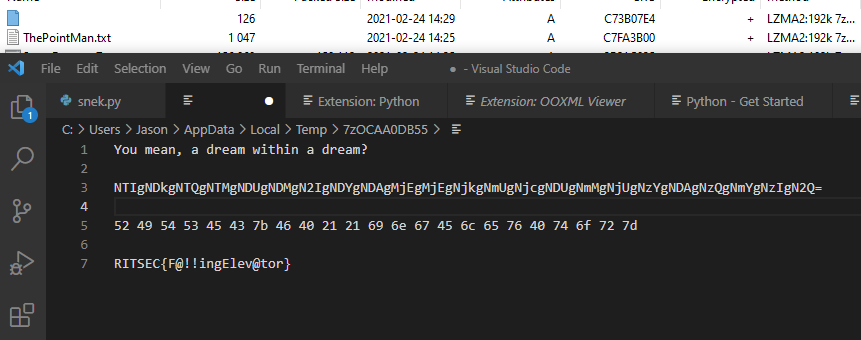 126 2021-02-24 14:29 A C73B07E4 + LZMA2:192k 7z...
ThePointMan.txt 1 047 2021-02-24 14:25 A C7FA3B00 + LZMA2:192k 7z...
File Edit Selection View Go Run Terminal Help ● - Visual Studio Code
snek.py Extension: Python Extension: OOXML Viewer Python - Get Started
C: > Users > Jason > AppData > Local > Temp > 7zOCAA0DB55 >
1
1 You mean, a dream within a dream?
2
3 NTIgNDkgNTQgNTMgNDUgNDMgN2IgNDYgNDAgMjEgMjEgNjkgNmUgNjcgNDUgNmMgNjUgNzYgNDAgNzQgNmYgNzIgN2Q=
4
5 52 49 54 53 45 43 7b 46 40 21 21 69 6e 67 45 6c 65 76 40 74 6f 72 7d
6
7 RITSEC{F@!!ingElev@tor}